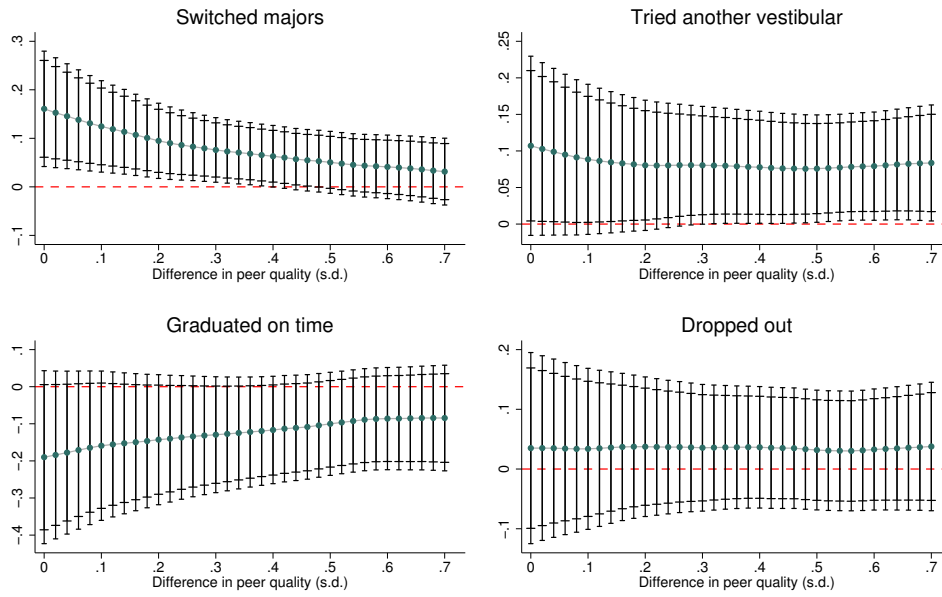 Switched majors
.3
.2
.1
0
-.1
0 .1 .2 .3 .4 .5 .6 .7
Difference in peer quality (s.d.)
Tried another vestibular
.25
.2
.15
.1
.05
0
0 .1 .2 .3 .4 .5 .6 .7
Difference in peer quality (s.d.)
Graduated on time
.1
0
-.1
-.2
-.3
-.4
0 .1 .2 .3 .4 .5 .6 .7
Difference in peer quality (s.d.)
Dropped out
.2
.1
0
-.1
0 .1 .2 .3 .4 .5 .6 .7
Difference in peer quality (s.d.)